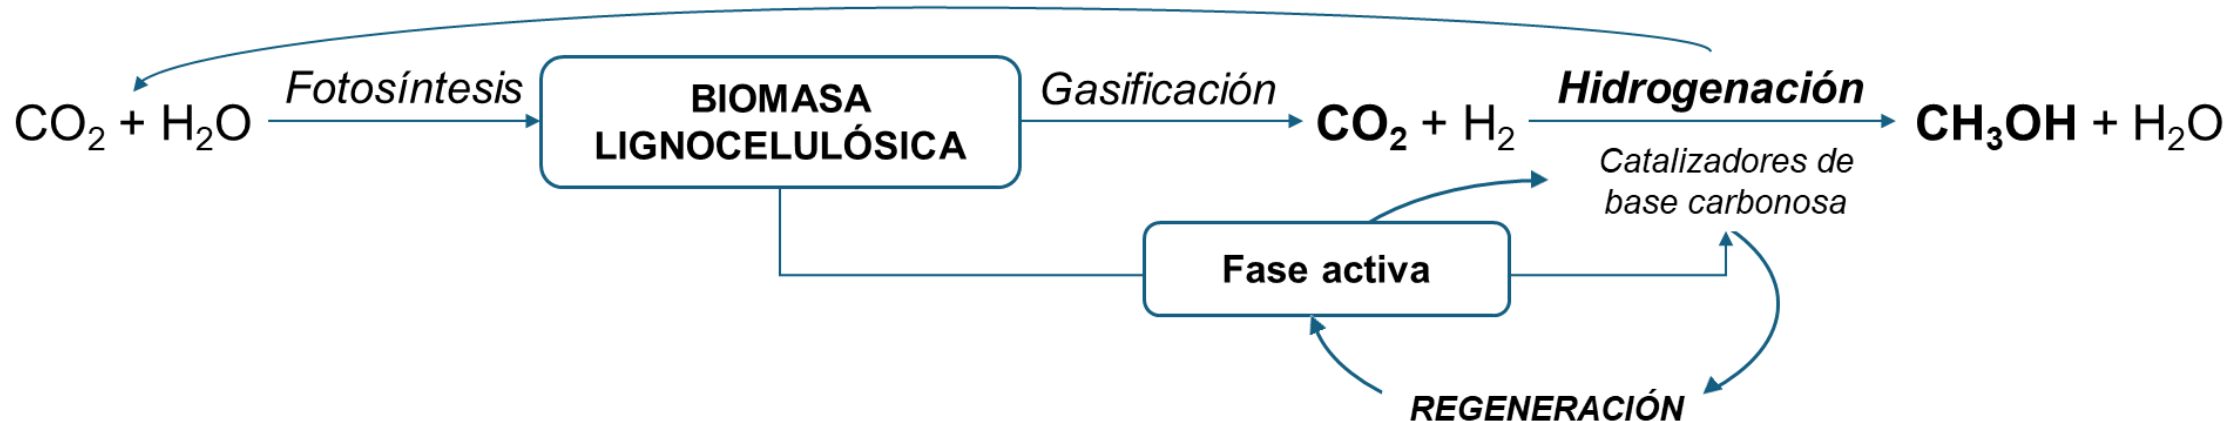 CO₂ + H₂O
Fotosíntesis
BIOMASA
LIGNOCELULÓSICA
Gasificación
CO₂ + H₂
Hidrogenación
CH₃OH + H₂O
Catalizadores de
base carbonosa
Fase activa
REGENERACIÓN